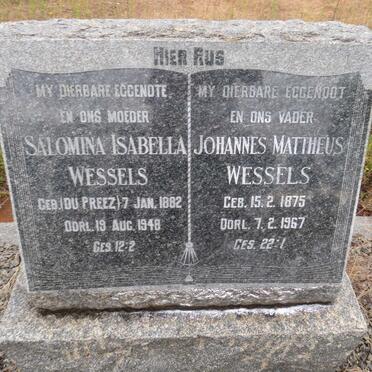 HIER RUS
MY DIERBARE EGGENOTE
EN ONS MOEDER
SALOMINA ISABELLA
WESSELS
GEB.(DU PREEZ) 7 JAN. 1882
OORL. 19 AUG. 1948
GES. 12:2
MY DIERBARE EGGENOOT
EN ONS VADER
JOHANNES MATTHEUS
WESSELS
GEB. 15. 2. 1875
OORL. 7. 2. 1967
GES. 22:1